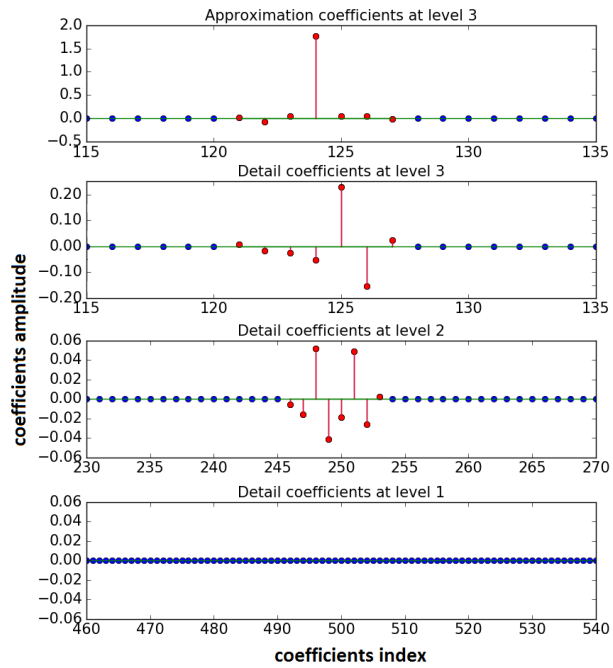 Approximation coefficients at level 3
2.0
1.5
1.0
0.5
0.0
−0.5
115 120 125 130 135
Detail coefficients at level 3
0.20
0.10
0.00
−0.10
−0.20
115 120 125 130 135
Detail coefficients at level 2
0.06
0.04
0.02
0.00
−0.02
−0.04
−0.06
230 235 240 245 250 255 260 265 270
Detail coefficients at level 1
0.06
0.04
0.02
0.00
−0.02
−0.04
−0.06
460 470 480 490 500 510 520 530 540
coefficients amplitude
coefficients index